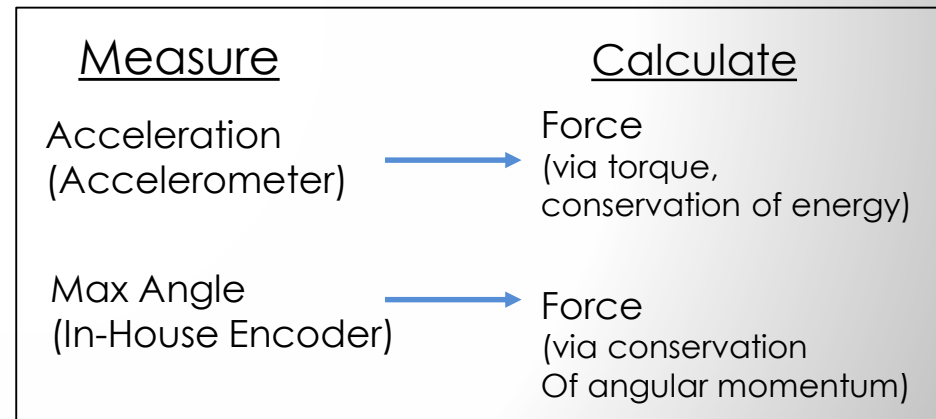 Measure
Calculate
Acceleration
(Accelerometer)
Force
(via torque,
conservation of energy)
Max Angle
(In-House Encoder)
Force
(via conservation
Of angular momentum)